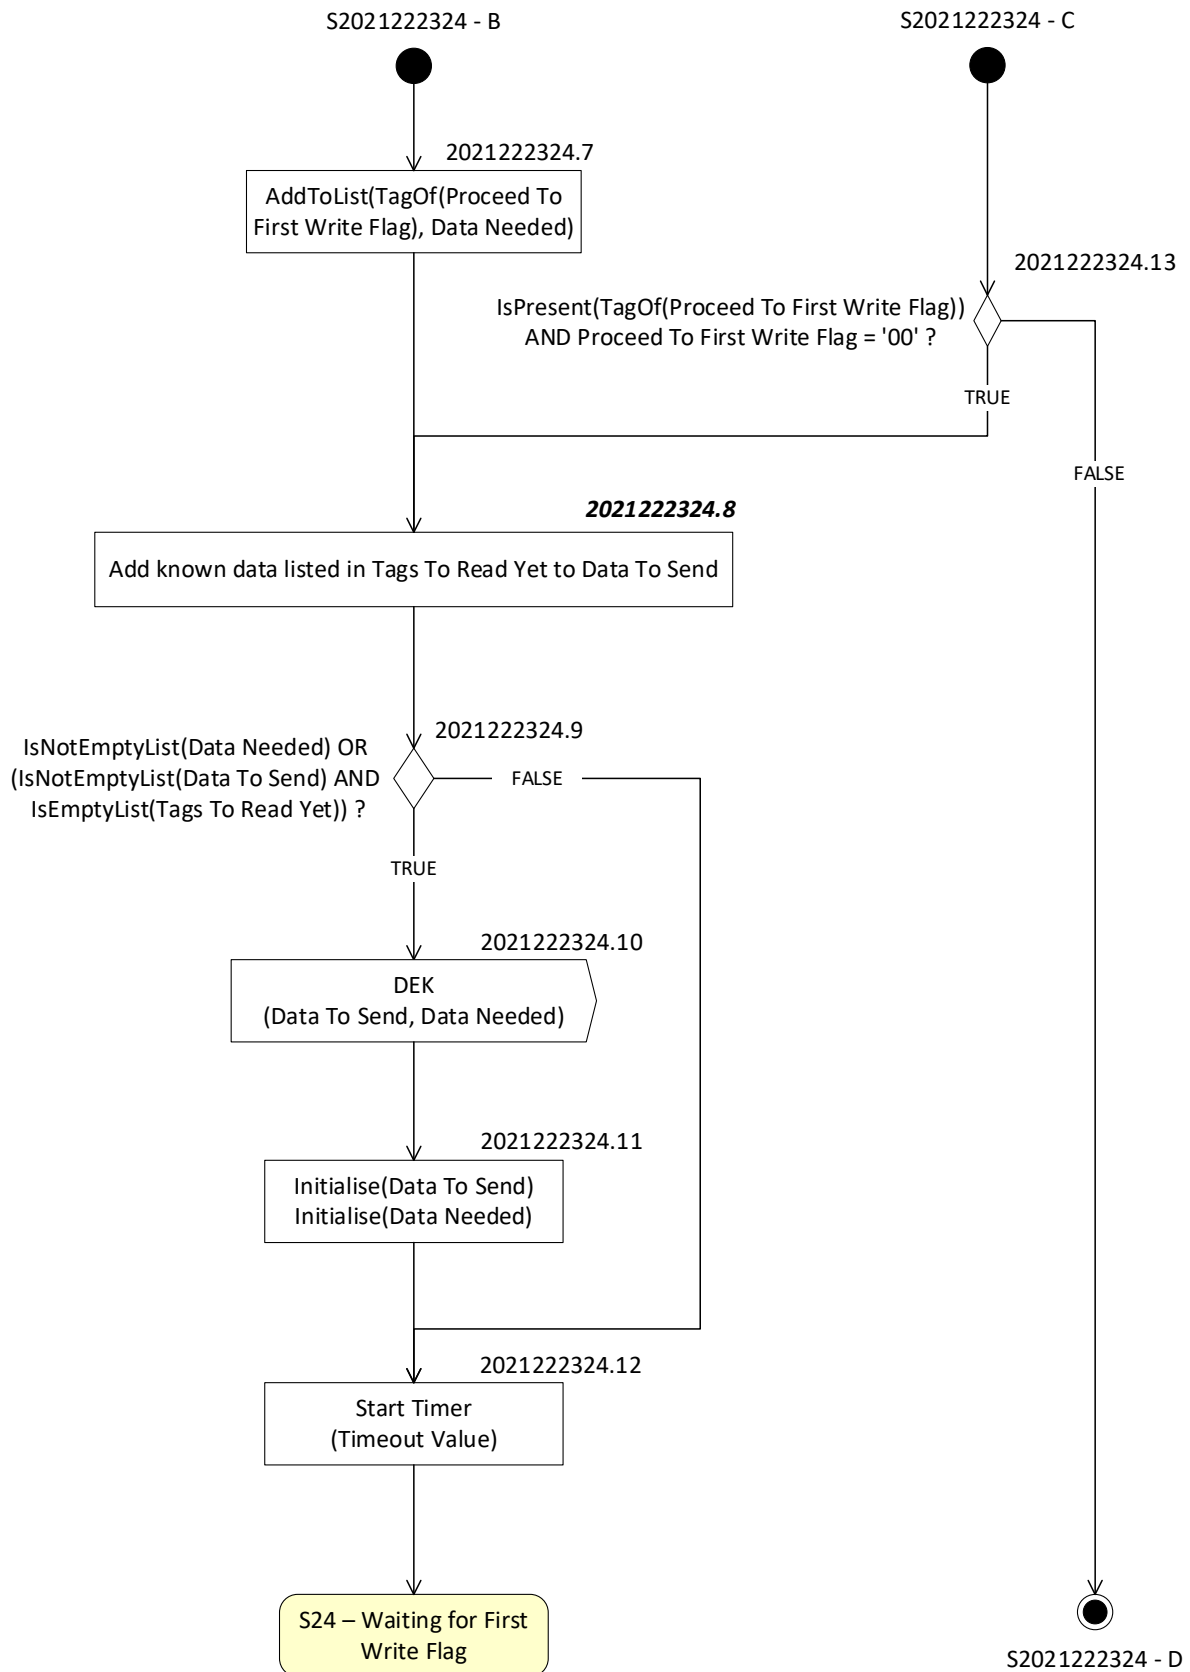 S2021222324 - B
S2021222324 - C
2021222324.7
AddToList(TagOf(Proceed To
First Write Flag), Data Needed)
2021222324.13
IsPresent(TagOf(Proceed To First Write Flag))
AND Proceed To First Write Flag = '00' ?
TRUE
FALSE
2021222324.8
Add known data listed in Tags To Read Yet to Data To Send
2021222324.9
IsNotEmptyList(Data Needed) OR
(IsNotEmptyList(Data To Send) AND
IsEmptyList(Tags To Read Yet)) ?
FALSE
TRUE
2021222324.10
DEK
(Data To Send, Data Needed)
2021222324.11
Initialise(Data To Send)
Initialise(Data Needed)
2021222324.12
Start Timer
(Timeout Value)
S24 – Waiting for First
Write Flag
S2021222324 - D